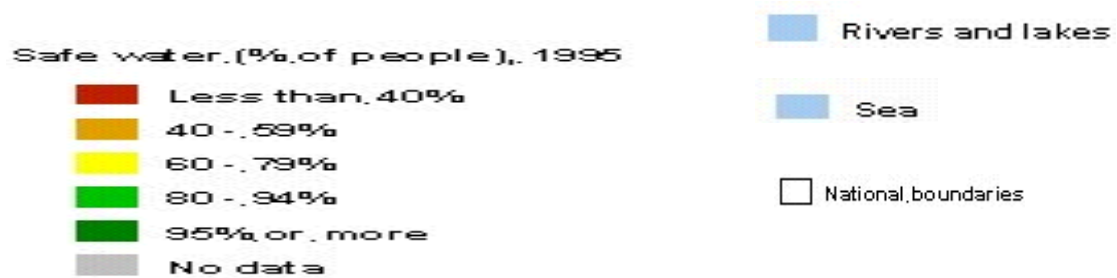 Safe water.(%.of people),. 1995
Less than.40%
40 -.59%
60 -.79%
80 -.94%
95%.or.more
No data
Rivers and lakes
Sea
National.boundaries